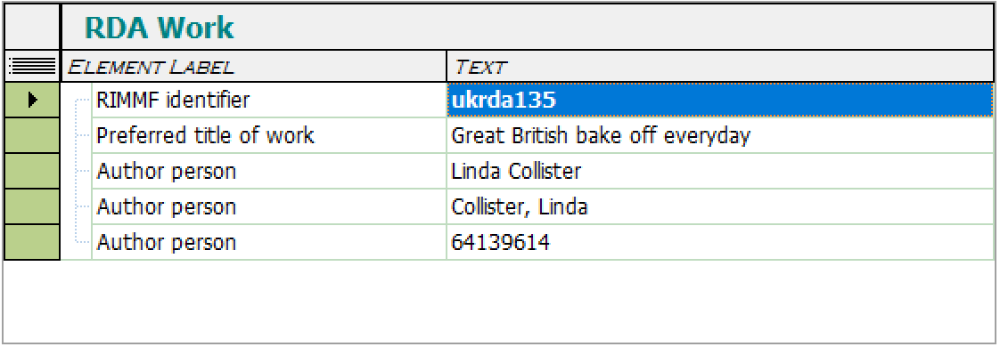 RDA Work
ELEMENT LABEL TEXT
RIMMF identifier ukrda135
Preferred title of work Great British bake off everyday
Author person Linda Collister
Author person Collister, Linda
Author person 64139614